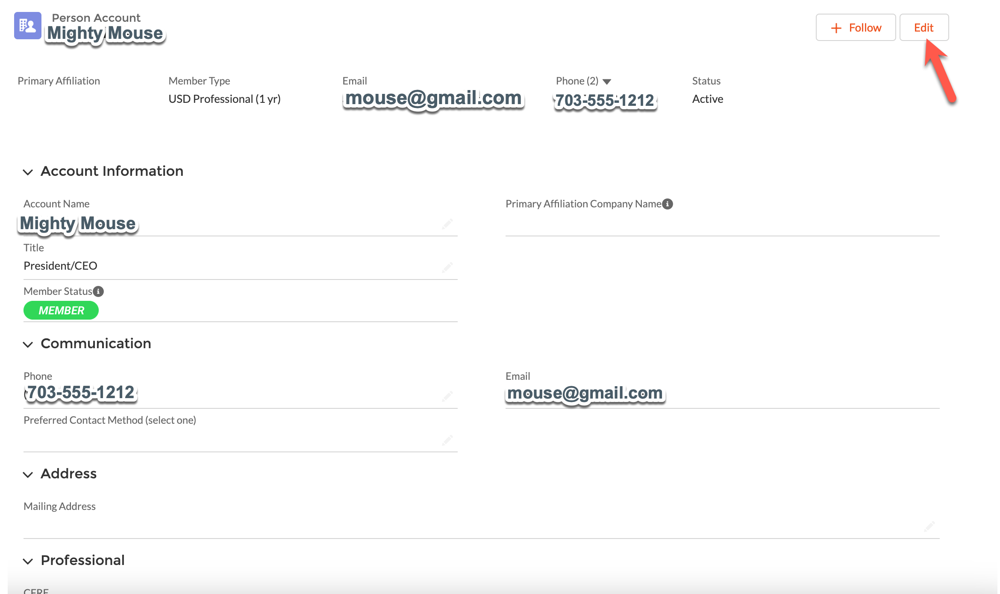 Person Account
Mighty Mouse
Follow
Edit
Primary Affiliation
Member Type
Email
Phone (2)
Status
USD Professional (1 yr)
mouse@gmail.com
703-555-1212
Active
Account Information
Account Name
Primary Affiliation Company Name
Mighty Mouse
Title
President/CEO
Member Status
MEMBER
Communication
Phone
Email
703-555-1212
mouse@gmail.com
Preferred Contact Method (select one)
Address
Mailing Address
Professional